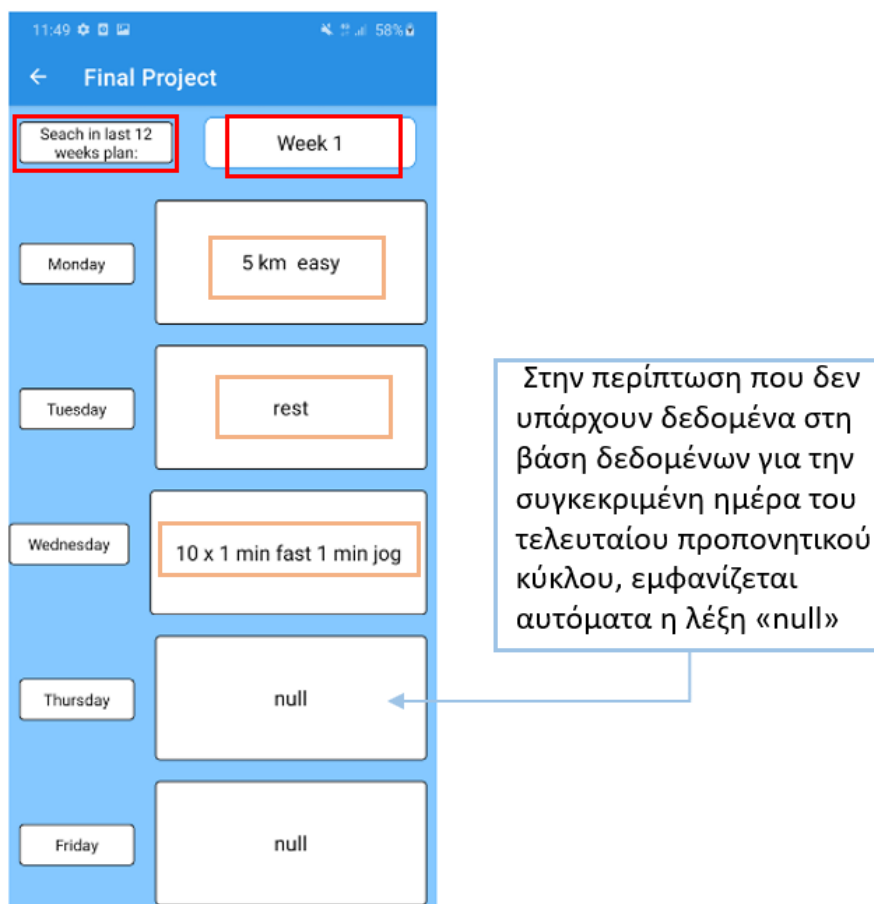 11:49 58%
Final Project
Seach in last 12
weeks plan:
Week 1
Monday
5 km easy
Tuesday
rest
Wednesday
10 x 1 min fast 1 min jog
Thursday
null
Friday
null
Στην περίπτωση που δεν
υπάρχουν δεδομένα στη
βάση δεδομένων για την
συγκεκριμένη ημέρα του
τελευταίου προπονητικού
κύκλου, εμφανίζεται
αυτόματα η λέξη «null»